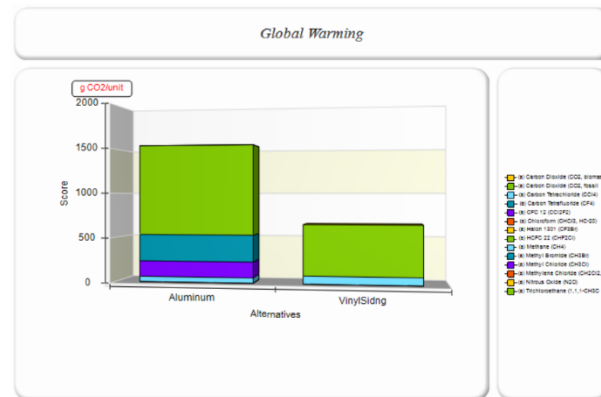 Global Warming
g CO2/unit
2000
1500
1000
500
0
Score
Aluminum
VinylSidng
Alternatives
(a) Carbon Dioxide (CO2, biomas
(a) Carbon Dioxide (CO2, fossil
(a) Carbon Tetrachloride (CCl4)
(a) Carbon Tetrafluoride (CF4)
(a) CFC 12 (CCl2F2)
(a) Chloroform (CHCl3, HC-20)
(a) Halon 1301 (CF3Br)
(a) HCFC 22 (CHF2Cl)
(a) Methane (CH4)
(a) Methyl Bromide (CH3Br)
(a) Methyl Chloride (CH3Cl)
(a) Methylene Chloride (CH2Cl2,
(a) Nitrous Oxide (N2O)
(a) Trichloroethane (1,1,1-CH3C